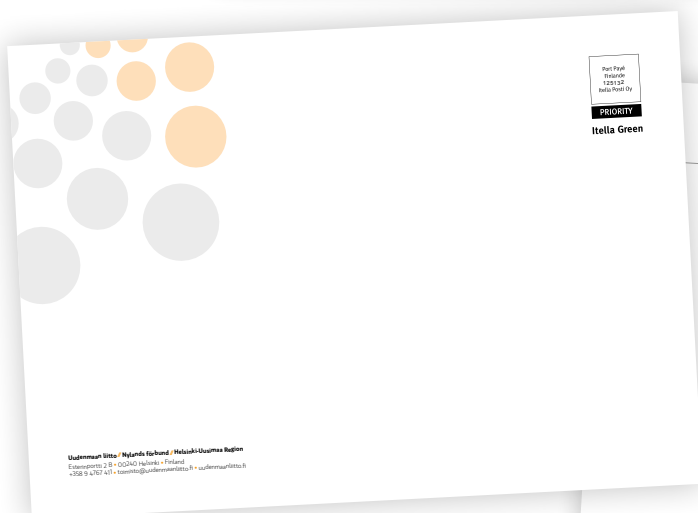 Port Payé
Finlande
125132
Itella Posti Oy
PRIORITY
Itella Green
Uudenmaan liitto / Nylands förbund / Helsinki-Uusimaa Region
Esterinportti 2 B • 00240 Helsinki • Finland
+358 9 4767 411 • toimisto@uudenmaanliitto.fi • uudenmaanliitto.fi